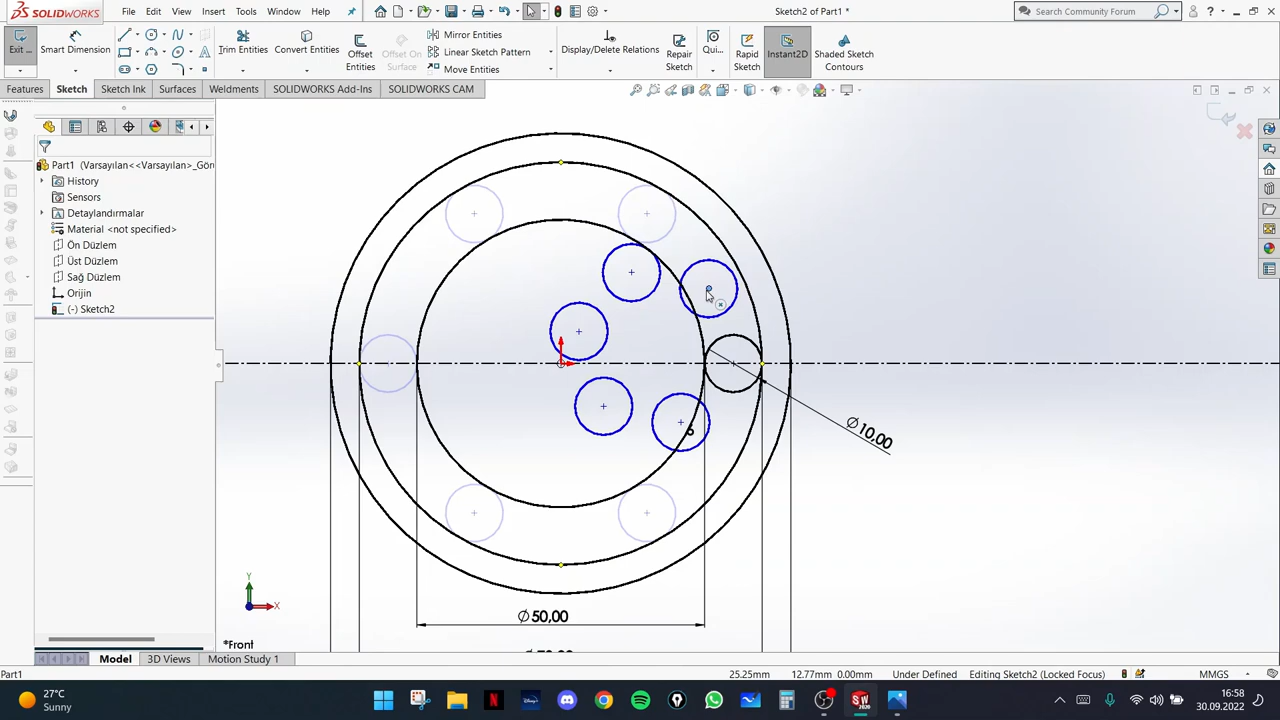 SOLIDWORKS
File Edit View Insert Tools Window Help
Sketch2 of Part1 *
Search Community Forum
Exit ...
Smart Dimension
Trim Entities
Convert Entities
Offset Entities
Offset On Surface
Mirror Entities
Linear Sketch Pattern
Move Entities
Display/Delete Relations
Repair Sketch
Qui...
Rapid Sketch
Instant2D
Shaded Sketch Contours
Features Sketch Sketch Ink Surfaces Weldments SOLIDWORKS Add-Ins SOLIDWORKS CAM
Part1 (Varsayılan<<Varsayılan>_Gön
History
Sensors
Detaylandırmalar
Material <not specified>
Ön Düzlem
Üst Düzlem
Sağ Düzlem
Orijin
(-) Sketch2
∅10,00
∅50,00
Y
X
*Front
Model 3D Views Motion Study 1
Part1
25.25mm 12.77mm 0.00mm Under Defined Editing Sketch2 (Locked Focus) MMGS
27°C
Sunny
16:58
30.09.2022